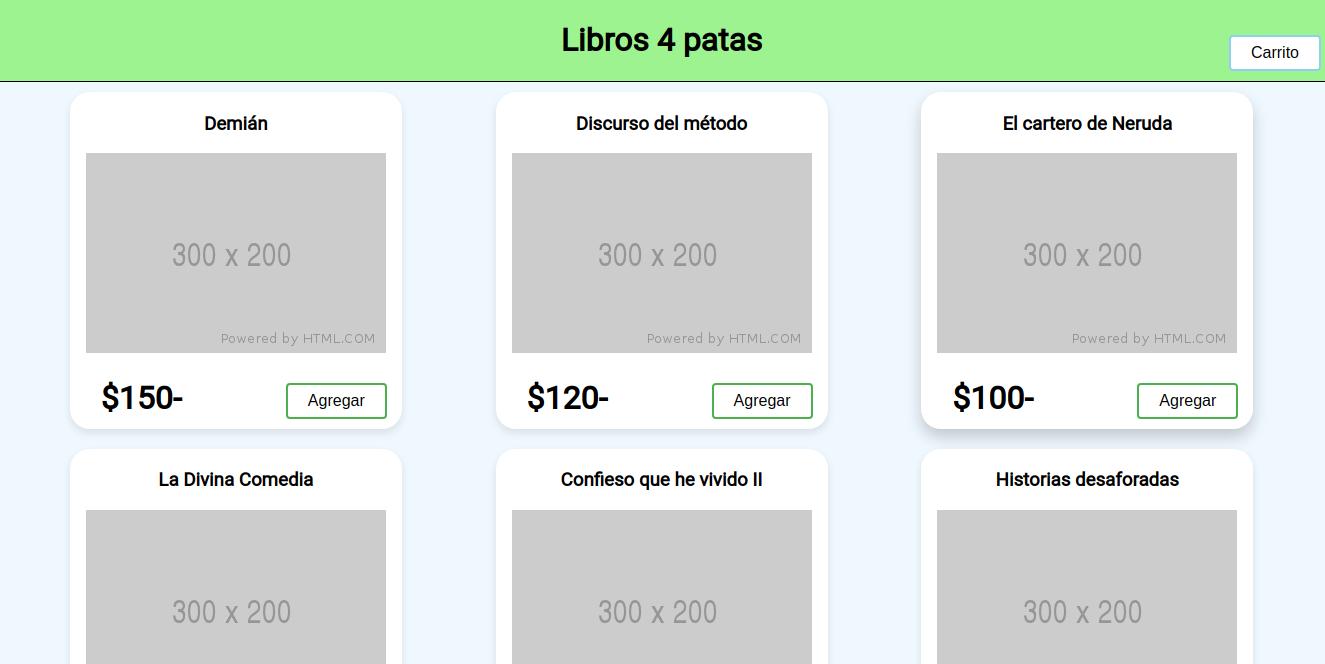 Libros 4 patas
Carrito
Demián
300 x 200
Powered by HTML.COM
$150-
Agregar
Discurso del método
300 x 200
Powered by HTML.COM
$120-
Agregar
El cartero de Neruda
300 x 200
Powered by HTML.COM
$100-
Agregar
La Divina Comedia
300 x 200
Confieso que he vivido II
300 x 200
Historias desaforadas
300 x 200